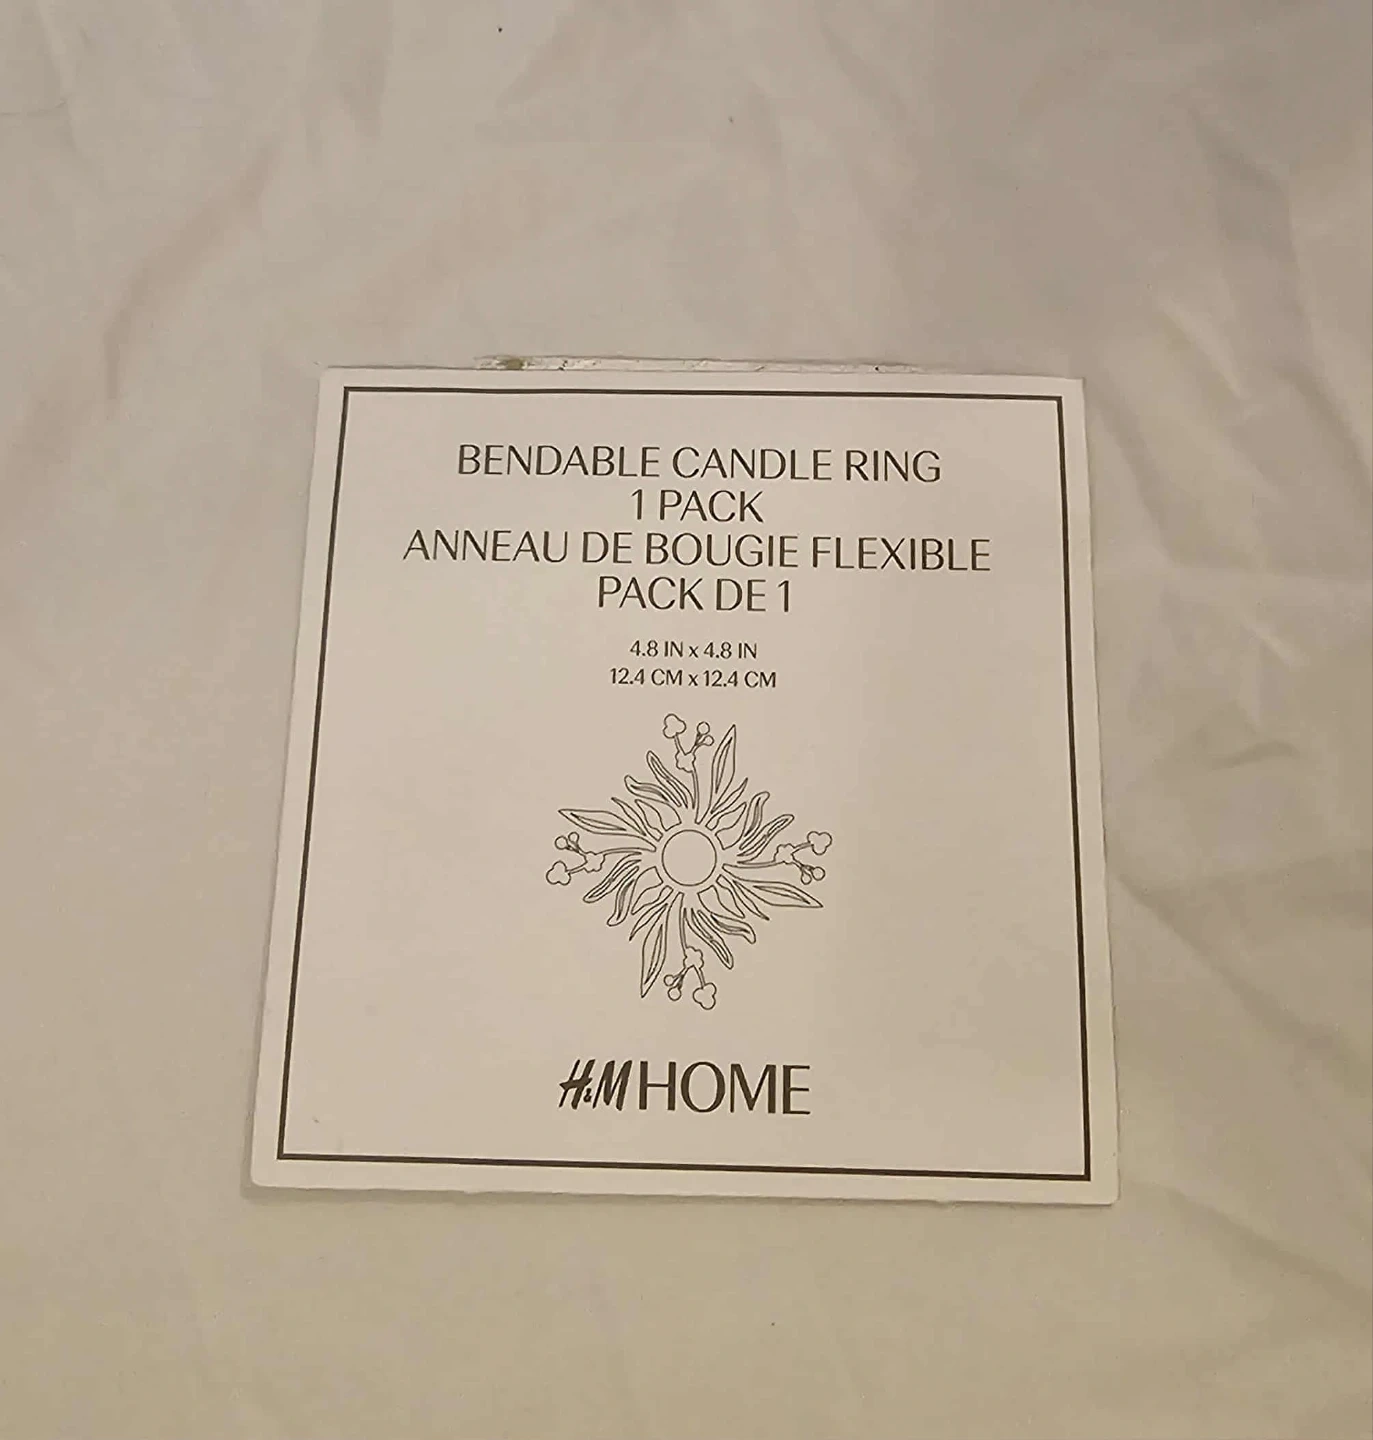 BENDABLE CANDLE RING
1 PACK
ANNEAU DE BOUGIE FLEXIBLE
PACK DE 1
4.8 IN x 4.8 IN
12.4 CM x 12.4 CM
H&M HOME